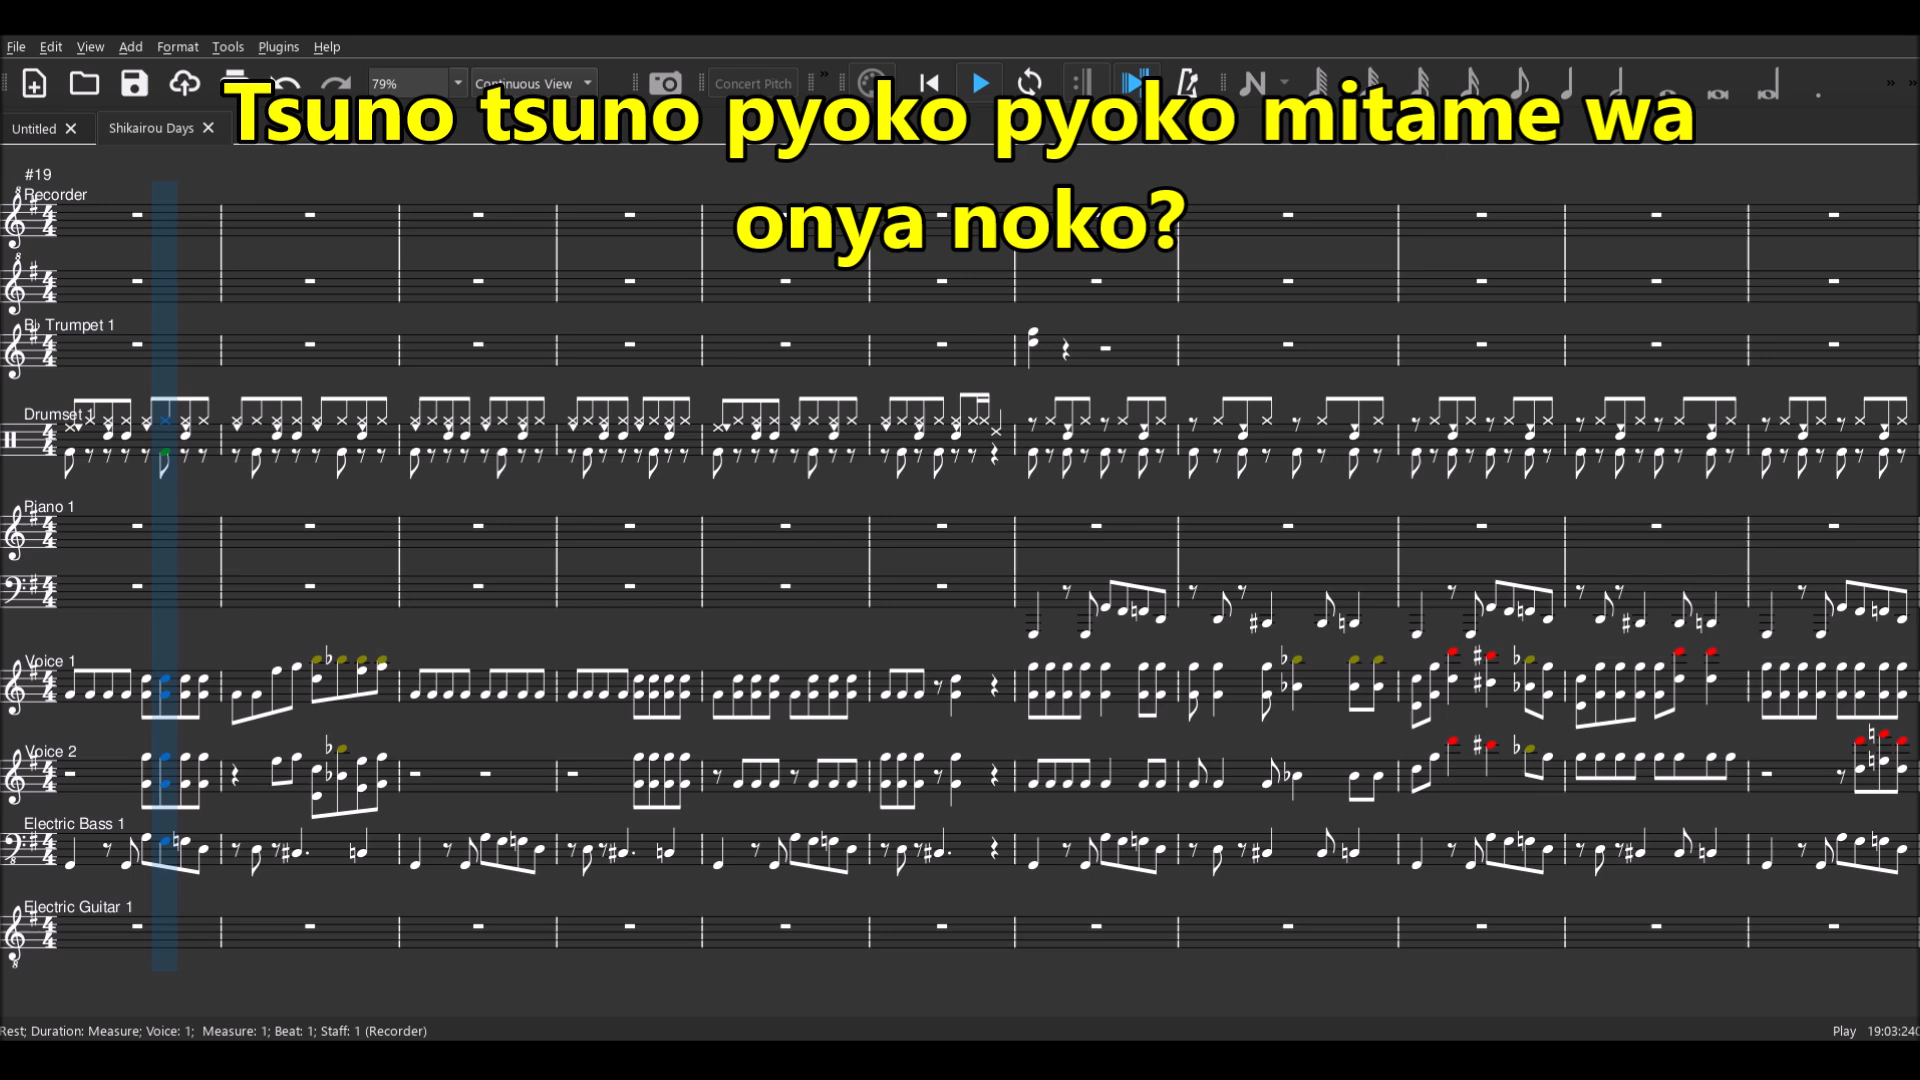 File Edit View Add Format Tools Plugins Help
79% Continuous View Concert Pitch
Untitled Shikairou Days
Tsuno tsuno pyoko pyoko mitame wa
onya noko?
#19
Recorder
B♭ Trumpet 1
Drumset 1
Piano 1
Voice 1
Voice 2
Electric Bass 1
Electric Guitar 1
Rest; Duration: Measure; Voice: 1; Measure: 1; Beat: 1; Staff: 1 (Recorder) Play 19:03:240